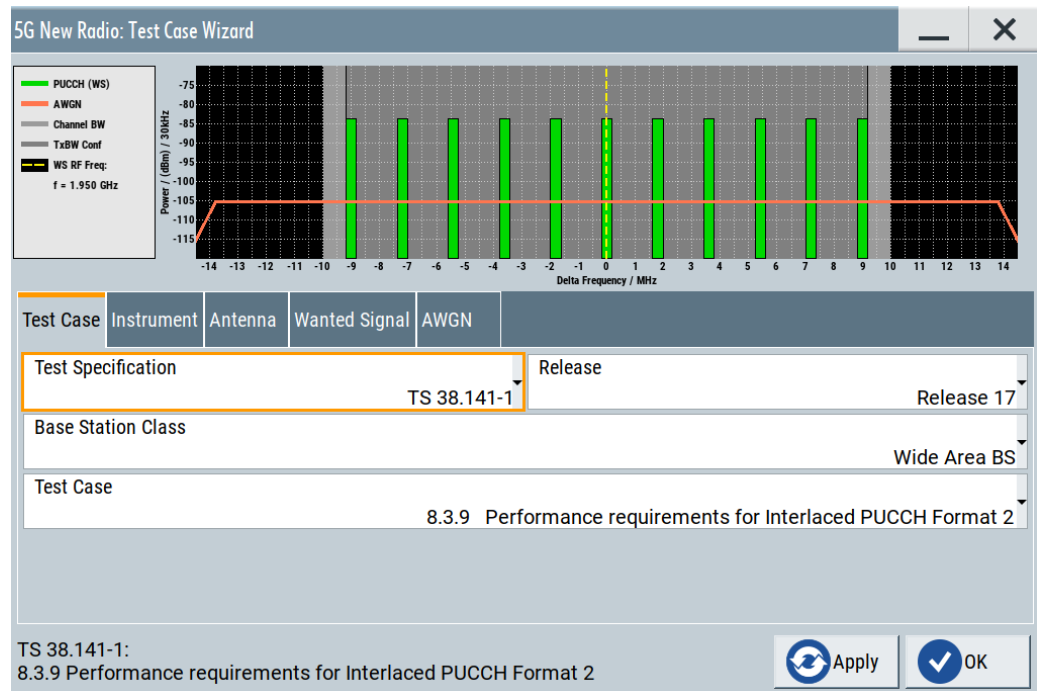 5G New Radio: Test Case Wizard
PUCCH (WS)
AWGN
Channel BW
TxBW Conf
WS RF Freq:
f = 1.950 GHz
Power / (dBm) / 30kHz
-75
-80
-85
-90
-95
-100
-105
-110
-115
-14 -13 -12 -11 -10 -9 -8 -7 -6 -5 -4 -3 -2 -1 0 1 2 3 4 5 6 7 8 9 10 11 12 13 14
Delta Frequency / MHz
Test Case Instrument Antenna Wanted Signal AWGN
Test Specification Release
TS 38.141-1 Release 17
Base Station Class
Wide Area BS
Test Case
8.3.9 Performance requirements for Interlaced PUCCH Format 2
TS 38.141-1:
8.3.9 Performance requirements for Interlaced PUCCH Format 2
Apply OK